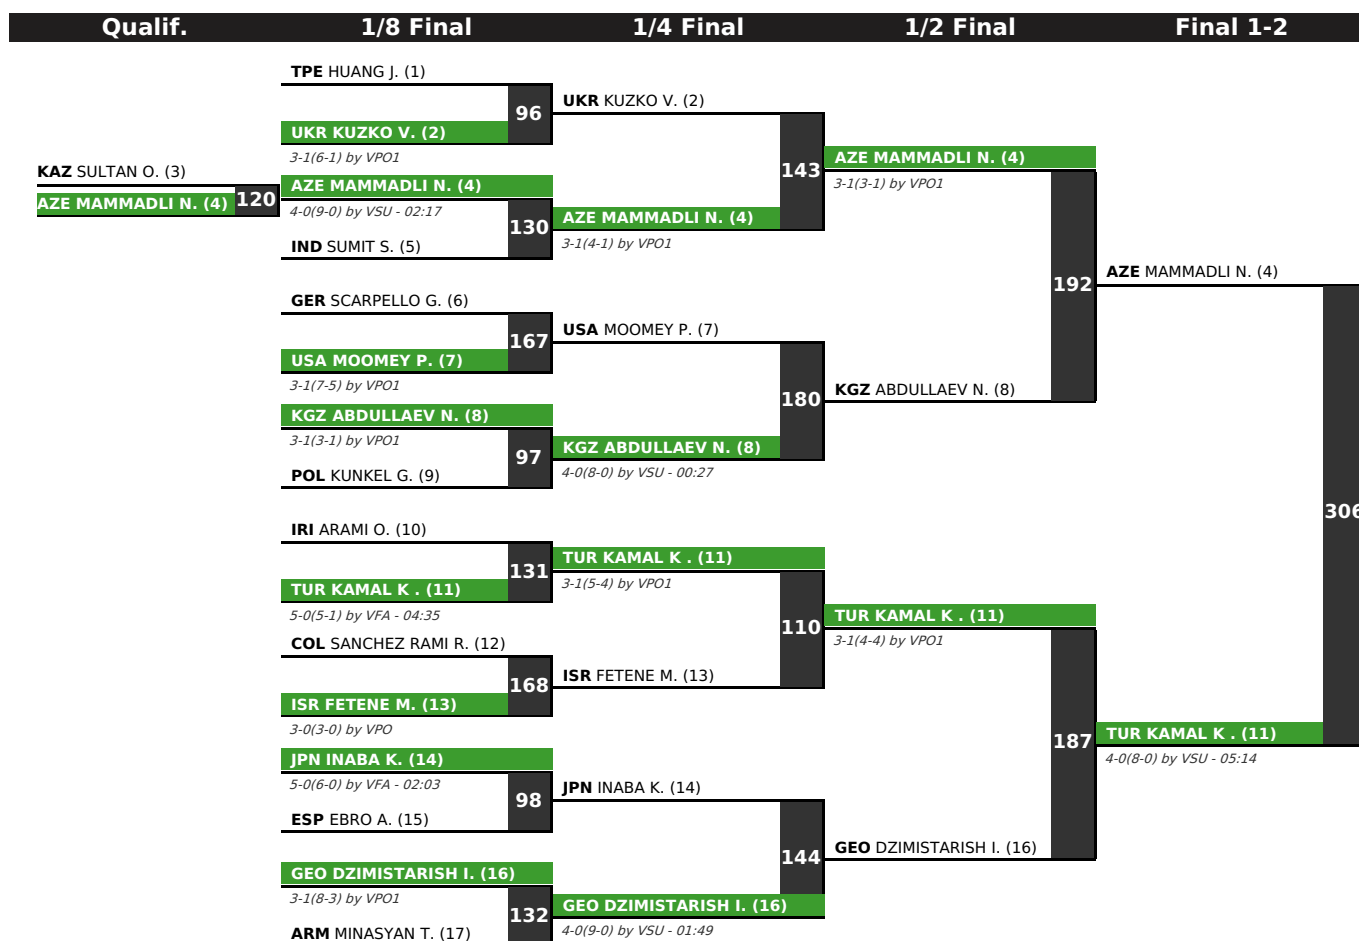 Qualif.
1/8 Final
1/4 Final
1/2 Final
Final 1-2
KAZ SULTAN O. (3)
AZE MAMMADLI N. (4)
120
TPE HUANG J. (1)
96
UKR KUZKO V. (2)
3-1(6-1) by VPO1
AZE MAMMADLI N. (4)
4-0(9-0) by VSU - 02:17
130
IND SUMIT S. (5)
GER SCARPELLO G. (6)
167
USA MOOMEY P. (7)
3-1(7-5) by VPO1
KGZ ABDULLAEV N. (8)
3-1(3-1) by VPO1
97
POL KUNKEL G. (9)
IRI ARAMI O. (10)
131
TUR KAMAL K . (11)
5-0(5-1) by VFA - 04:35
COL SANCHEZ RAMI R. (12)
168
ISR FETENE M. (13)
3-0(3-0) by VPO
JPN INABA K. (14)
5-0(6-0) by VFA - 02:03
98
ESP EBRO A. (15)
GEO DZIMISTARISH I. (16)
3-1(8-3) by VPO1
132
ARM MINASYAN T. (17)
UKR KUZKO V. (2)
143
AZE MAMMADLI N. (4)
3-1(4-1) by VPO1
USA MOOMEY P. (7)
180
KGZ ABDULLAEV N. (8)
4-0(8-0) by VSU - 00:27
TUR KAMAL K . (11)
3-1(5-4) by VPO1
110
ISR FETENE M. (13)
JPN INABA K. (14)
144
GEO DZIMISTARISH I. (16)
4-0(9-0) by VSU - 01:49
AZE MAMMADLI N. (4)
3-1(3-1) by VPO1
192
KGZ ABDULLAEV N. (8)
TUR KAMAL K . (11)
3-1(4-4) by VPO1
187
GEO DZIMISTARISH I. (16)
AZE MAMMADLI N. (4)
306
TUR KAMAL K . (11)
4-0(8-0) by VSU - 05:14